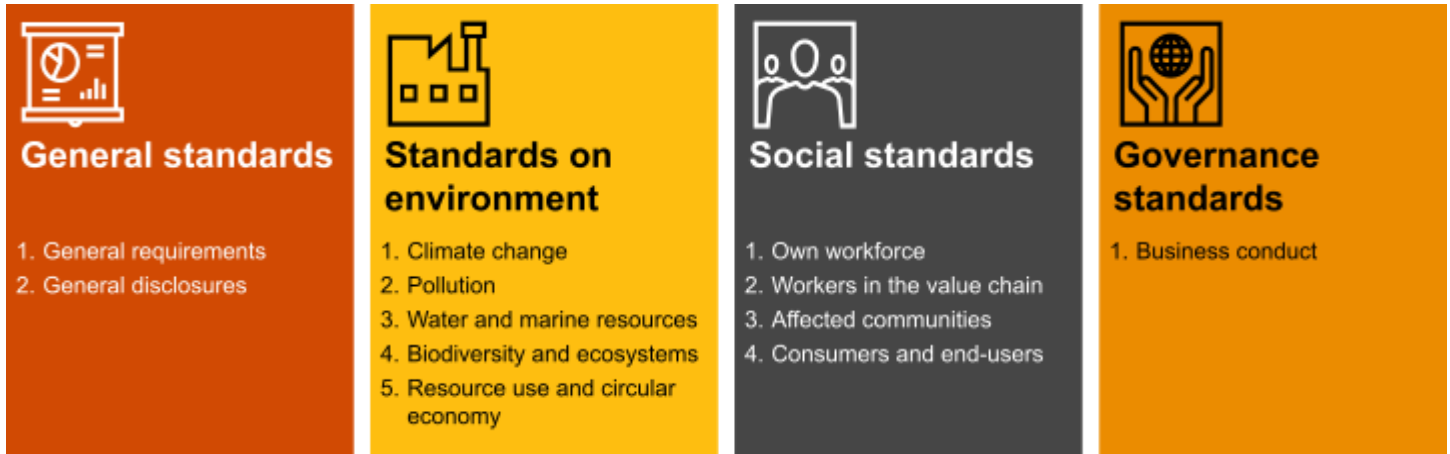 General standards
1. General requirements
2. General disclosures
Standards on
environment
1. Climate change
2. Pollution
3. Water and marine resources
4. Biodiversity and ecosystems
5. Resource use and circular
economy
Social standards
1. Own workforce
2. Workers in the value chain
3. Affected communities
4. Consumers and end-users
Governance
standards
1. Business conduct